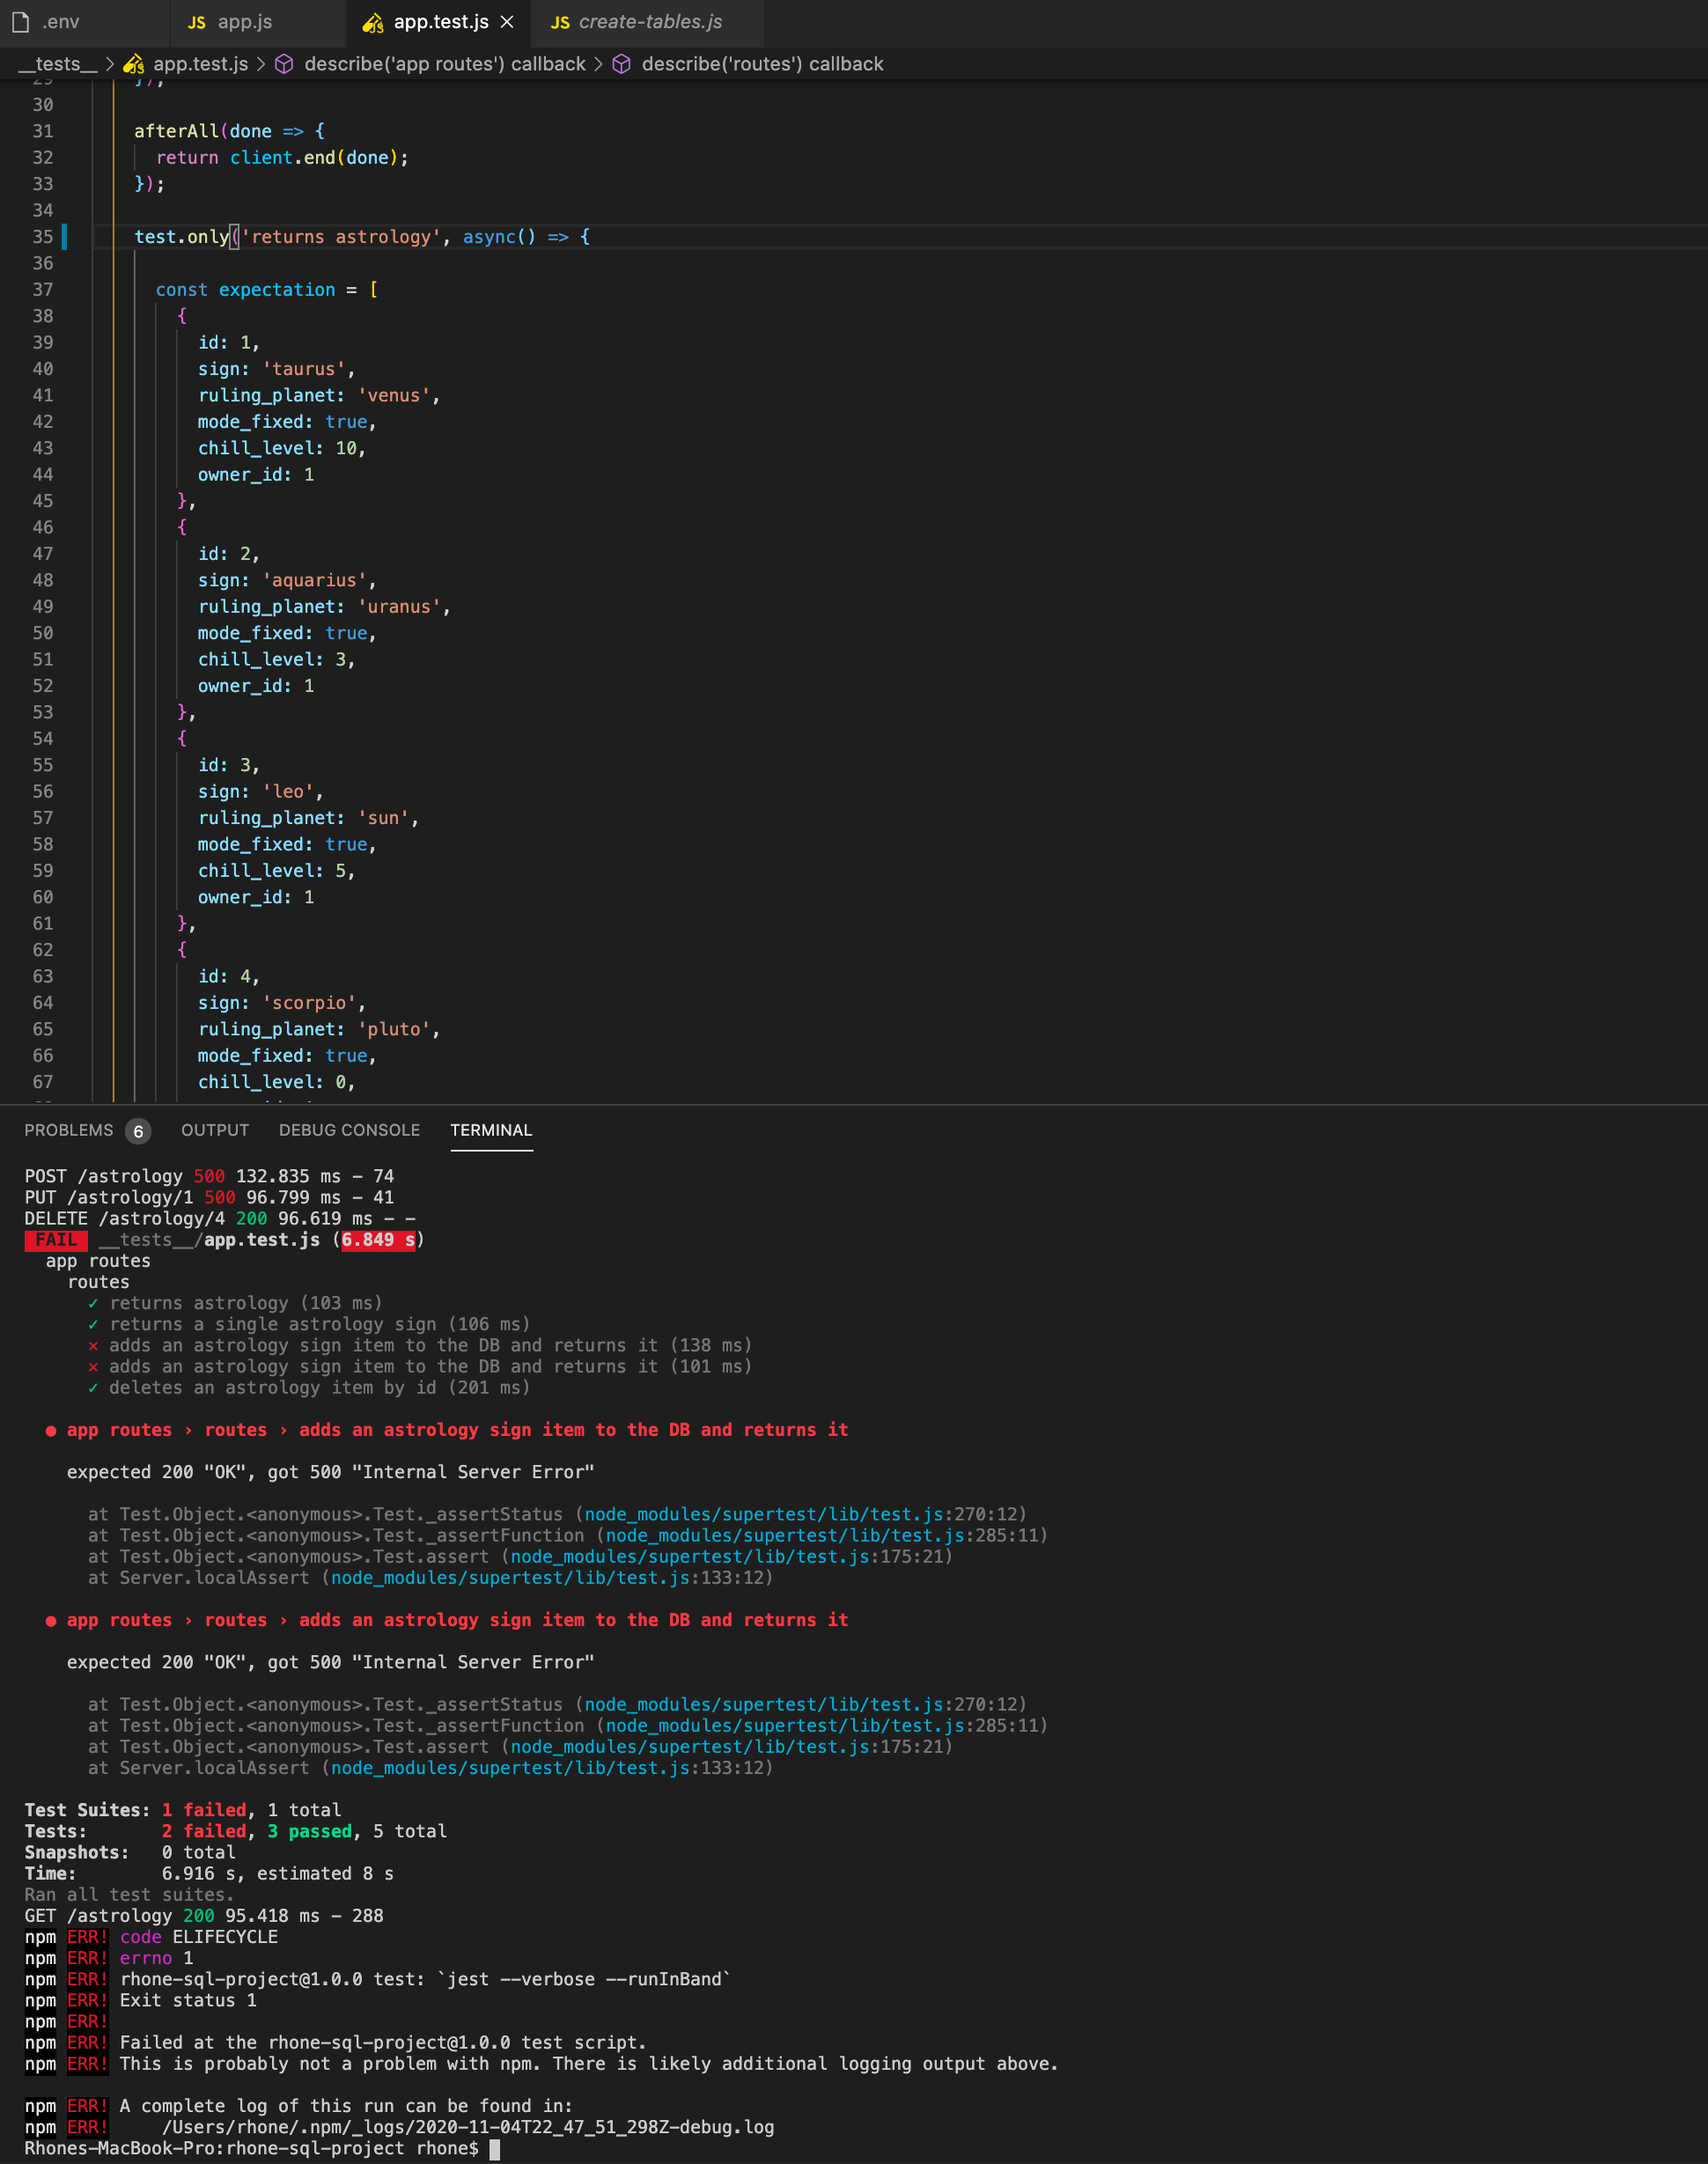 .env JS app.js app.test.js × JS create-tables.js
__tests__ > app.test.js > describe('app routes') callback > describe('routes') callback
29 });
30
31 afterAll(done => {
32 return client.end(done);
33 });
34
35 test.only('returns astrology', async() => {
36
37 const expectation = [
38 {
39 id: 1,
40 sign: 'taurus',
41 ruling_planet: 'venus',
42 mode_fixed: true,
43 chill_level: 10,
44 owner_id: 1
45 },
46 {
47 id: 2,
48 sign: 'aquarius',
49 ruling_planet: 'uranus',
50 mode_fixed: true,
51 chill_level: 3,
52 owner_id: 1
53 },
54 {
55 id: 3,
56 sign: 'leo',
57 ruling_planet: 'sun',
58 mode_fixed: true,
59 chill_level: 5,
60 owner_id: 1
61 },
62 {
63 id: 4,
64 sign: 'scorpio',
65 ruling_planet: 'pluto',
66 mode_fixed: true,
67 chill_level: 0,
PROBLEMS 6 OUTPUT DEBUG CONSOLE TERMINAL
POST /astrology 500 132.835 ms - 74
PUT /astrology/1 500 96.799 ms - 41
DELETE /astrology/4 200 96.619 ms - -
FAIL __tests__/app.test.js (6.849 s)
app routes
routes
✓ returns astrology (103 ms)
✓ returns a single astrology sign (106 ms)
✕ adds an astrology sign item to the DB and returns it (138 ms)
✕ adds an astrology sign item to the DB and returns it (101 ms)
✓ deletes an astrology item by id (201 ms)
● app routes › routes › adds an astrology sign item to the DB and returns it
expected 200 "OK", got 500 "Internal Server Error"
at Test.Object.<anonymous>.Test._assertStatus (node_modules/supertest/lib/test.js:270:12)
at Test.Object.<anonymous>.Test._assertFunction (node_modules/supertest/lib/test.js:285:11)
at Test.Object.<anonymous>.Test.assert (node_modules/supertest/lib/test.js:175:21)
at Server.localAssert (node_modules/supertest/lib/test.js:133:12)
● app routes › routes › adds an astrology sign item to the DB and returns it
expected 200 "OK", got 500 "Internal Server Error"
at Test.Object.<anonymous>.Test._assertStatus (node_modules/supertest/lib/test.js:270:12)
at Test.Object.<anonymous>.Test._assertFunction (node_modules/supertest/lib/test.js:285:11)
at Test.Object.<anonymous>.Test.assert (node_modules/supertest/lib/test.js:175:21)
at Server.localAssert (node_modules/supertest/lib/test.js:133:12)
Test Suites: 1 failed, 1 total
Tests: 2 failed, 3 passed, 5 total
Snapshots: 0 total
Time: 6.916 s, estimated 8 s
Ran all test suites.
GET /astrology 200 95.418 ms - 288
npm ERR! code ELIFECYCLE
npm ERR! errno 1
npm ERR! rhone-sql-project@1.0.0 test: `jest --verbose --runInBand`
npm ERR! Exit status 1
npm ERR!
npm ERR! Failed at the rhone-sql-project@1.0.0 test script.
npm ERR! This is probably not a problem with npm. There is likely additional logging output above.
npm ERR! A complete log of this run can be found in:
npm ERR! /Users/rhone/.npm/_logs/2020-11-04T22_47_51_298Z-debug.log
Rhones-MacBook-Pro:rhone-sql-project rhone$